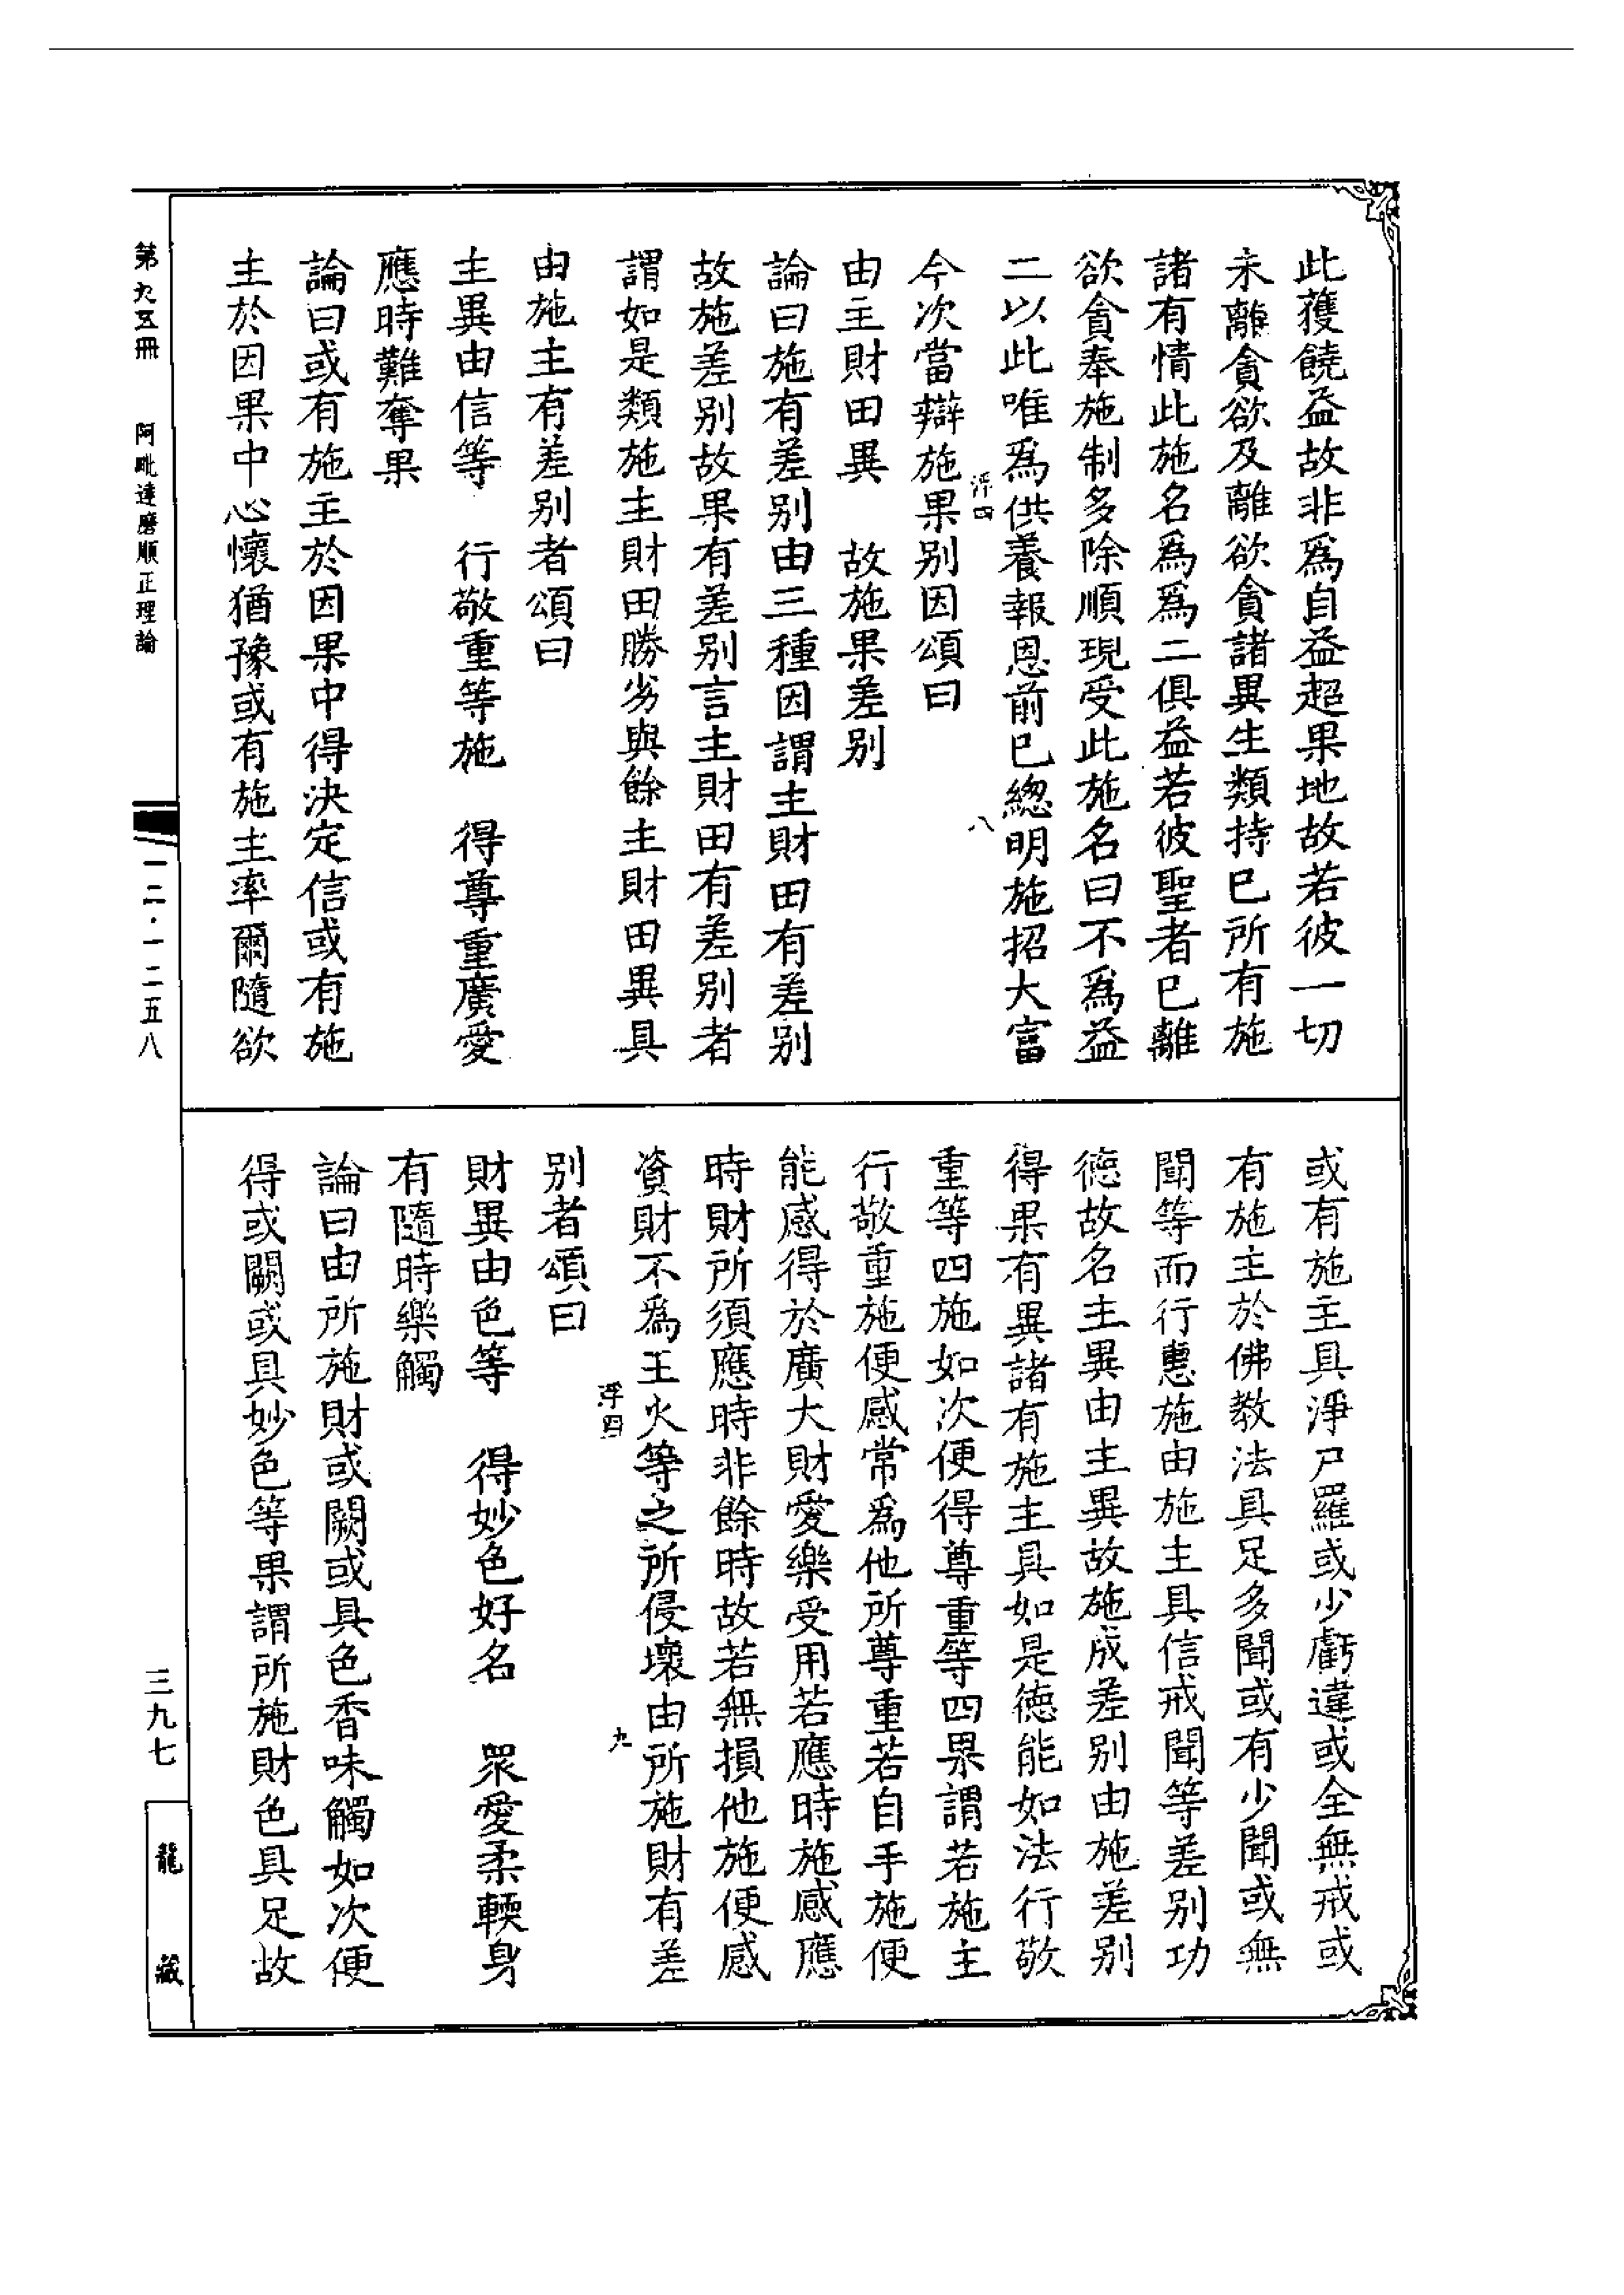 此獲饒益故非爲自益超果地故若彼一切
未離貪欲及離欲貪諸異生類持已所有施
諸有情此施名爲爲二俱益若彼聖者已離
欲貪奉施制多除順現受此施名曰不爲益
二以此唯爲供養報恩前已總明施招大富
浮四
八
今次當辯施果别因頌曰
由主財田異　故施果差别
論曰施有差别由三種因謂主財田有差别
故施差别故果有差别言主財田有差别者
謂如是類施主財田勝劣與餘主財田異具
由施主有差别者頌曰
主異由信等　行敬重等施　得尊重廣愛
應時難奪果
論曰或有施主於因果中得決定信或有施
主於因果中心懷猶豫或有施主率爾隨欲
或有施主具淨尸羅或少虧違或全無戒或
有施主於佛教法具足多聞或有少聞或無
聞等而行惠施由施主具信戒聞等差别功
德故名主異由主異故施成差别由施差别
得果有異諸有施主具如是德能如法行敬
重等四施如次便得尊重等四果謂若施主
行敬重施便感常爲他所尊重若自手施便
能感得於廣大財愛樂受用若應時施感應
時財所須應時非餘時故若無損他施便感
資財不爲王火等之所侵壞由所施財有差
浮四
九
别者頌曰
財異由色等　得妙色好名　眾愛柔輭身
有隨時樂觸
論曰由所施財或闕或具色香味觸如次便
得或闕或具妙色等果謂所施財色具足故
第九五冊
阿毗達磨順正理論
一二·一二五八
三九七
龍藏